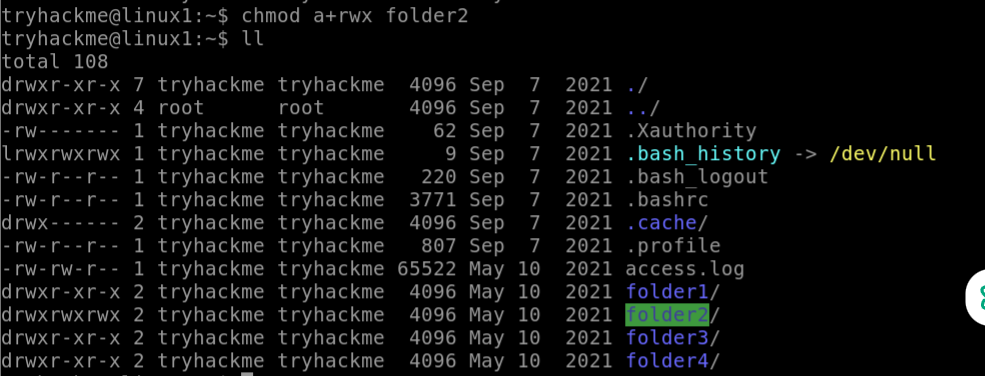 tryhackme@linux1:~$ chmod a+rwx folder2
tryhackme@linux1:~$ ll
total 108
drwxr-xr-x 7 tryhackme tryhackme  4096 Sep  7  2021 ./
drwxr-xr-x 4 root      root       4096 Sep  7  2021 ../
-rw------- 1 tryhackme tryhackme    62 Sep  7  2021 .Xauthority
lrwxrwxrwx 1 tryhackme tryhackme     9 Sep  7  2021 .bash_history -> /dev/null
-rw-r--r-- 1 tryhackme tryhackme   220 Sep  7  2021 .bash_logout
-rw-r--r-- 1 tryhackme tryhackme  3771 Sep  7  2021 .bashrc
drwx------ 2 tryhackme tryhackme  4096 Sep  7  2021 .cache/
-rw-r--r-- 1 tryhackme tryhackme   807 Sep  7  2021 .profile
-rw-rw-r-- 1 tryhackme tryhackme 65522 May 10  2021 access.log
drwxr-xr-x 2 tryhackme tryhackme  4096 May 10  2021 folder1/
drwxrwxrwx 2 tryhackme tryhackme  4096 May 10  2021 folder2/
drwxr-xr-x 2 tryhackme tryhackme  4096 May 10  2021 folder3/
drwxr-xr-x 2 tryhackme tryhackme  4096 May 10  2021 folder4/